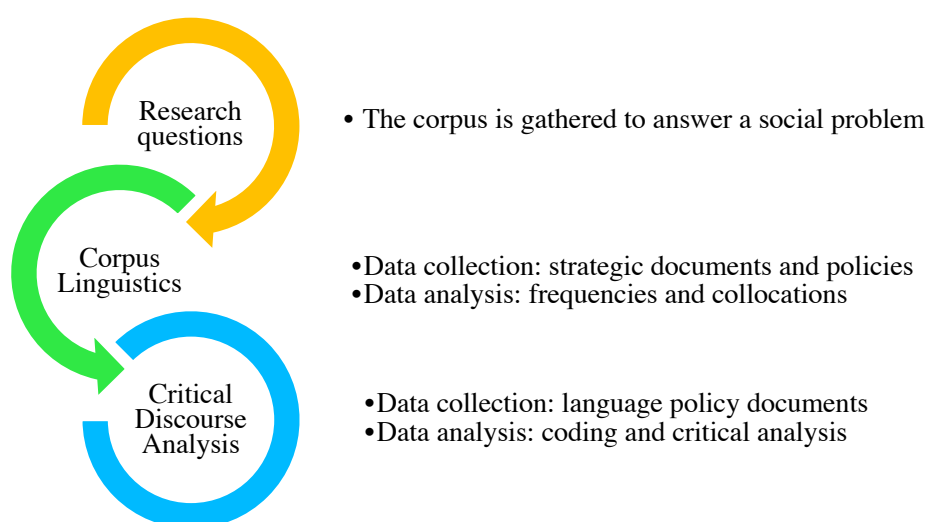 Research
questions
• The corpus is gathered to answer a social problem
Corpus
Linguistics
•Data collection: strategic documents and policies
•Data analysis: frequencies and collocations
Critical
Discourse
Analysis
•Data collection: language policy documents
•Data analysis: coding and critical analysis